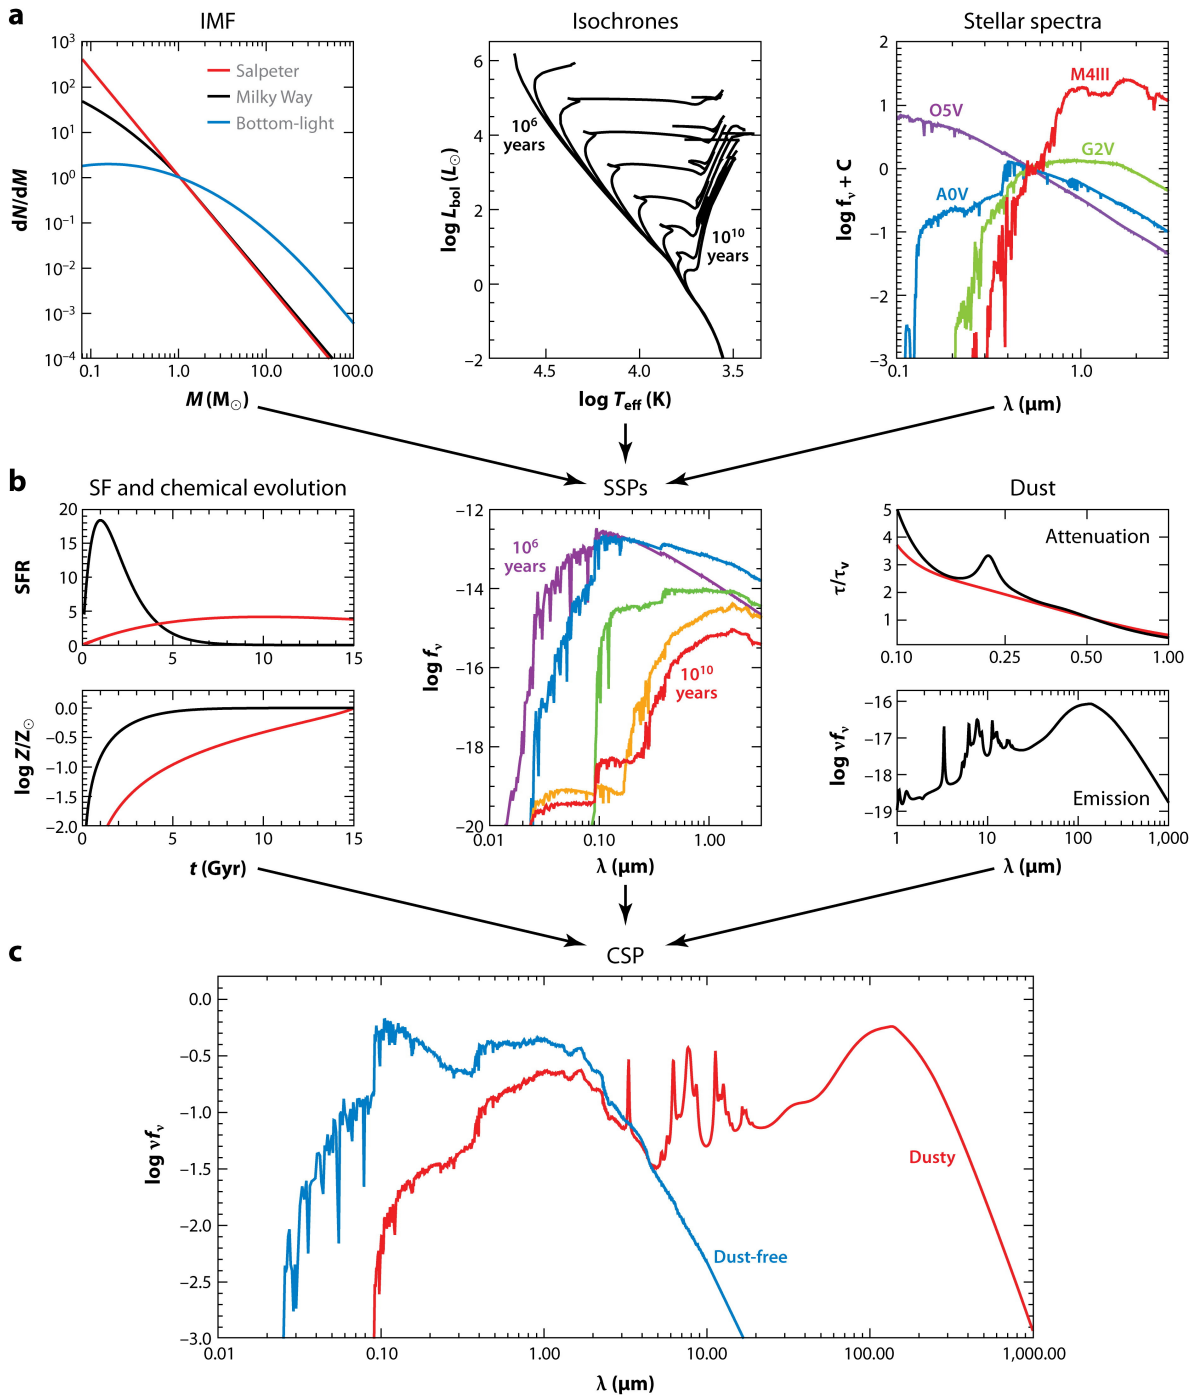 a
IMF
Isochrones
Stellar spectra
10³
10²
10¹
10⁰
10⁻¹
10⁻²
10⁻³
10⁻⁴
dN/dM
Salpeter
Milky Way
Bottom-light
0.1
1.0
10.0
100.0
M (M☉)
6
4
2
0
−2
log L_bol (L☉)
10⁶
years
10¹⁰
years
4.5
4.0
3.5
log T_eff (K)
2
1
0
−1
−2
−3
log f_ν + C
M4III
O5V
G2V
A0V
0.1
1.0
λ (μm)
b
SF and chemical evolution
SSPs
Dust
20
15
10
5
0
SFR
0
5
10
15
0.0
−0.5
−1.0
−1.5
−2.0
log Z/Z☉
0
5
10
15
t (Gyr)
−12
−14
−16
−18
−20
log f_ν
10⁶
years
10¹⁰
years
0.01
0.10
1.00
λ (μm)
5
4
3
2
1
τ/τ_v
Attenuation
0.10
0.25
0.50
1.00
−16
−17
−18
−19
log νf_ν
Emission
1
10
100
1,000
λ (μm)
c
CSP
0.0
−0.5
−1.0
−1.5
−2.0
−2.5
−3.0
log νf_ν
Dusty
Dust-free
0.01
0.10
1.00
10.00
100.00
1,000.00
λ (μm)